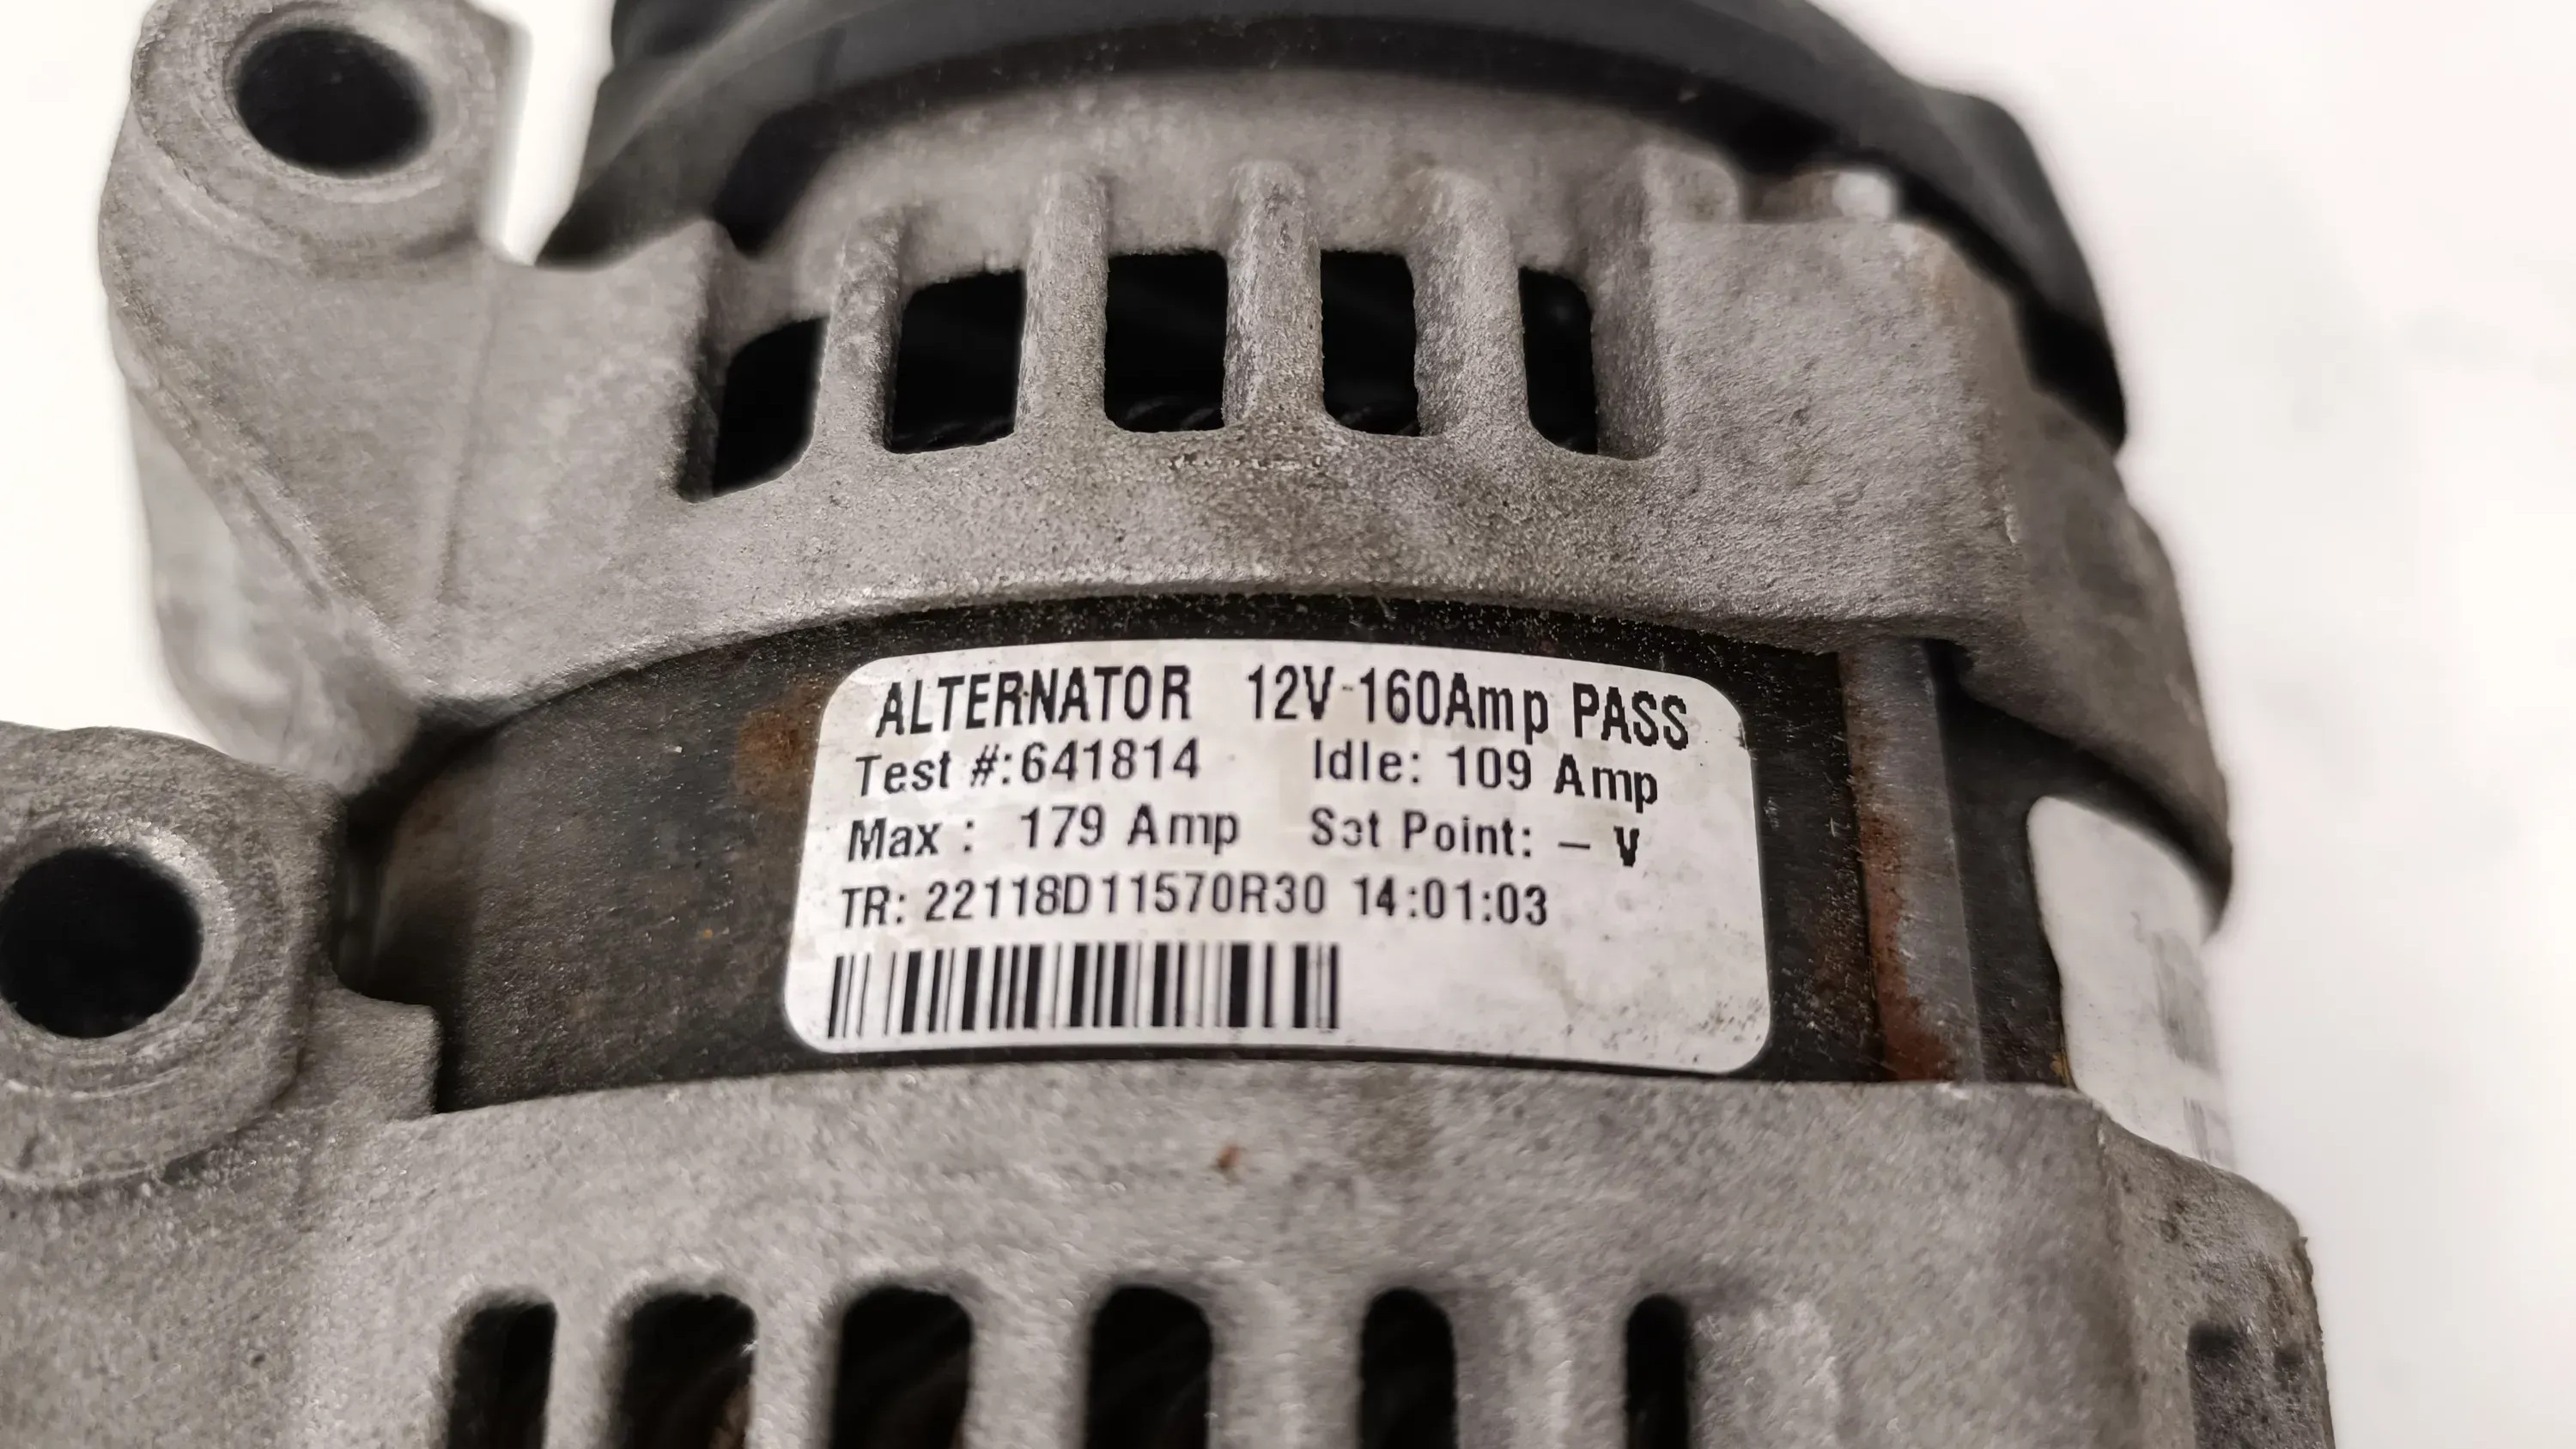 ALTERNATOR 12V-160Amp PASS
Test #:641814 Idle: 109 Amp
Max : 179 Amp Set Point: – V
TR: 22118D11570R30 14:01:03